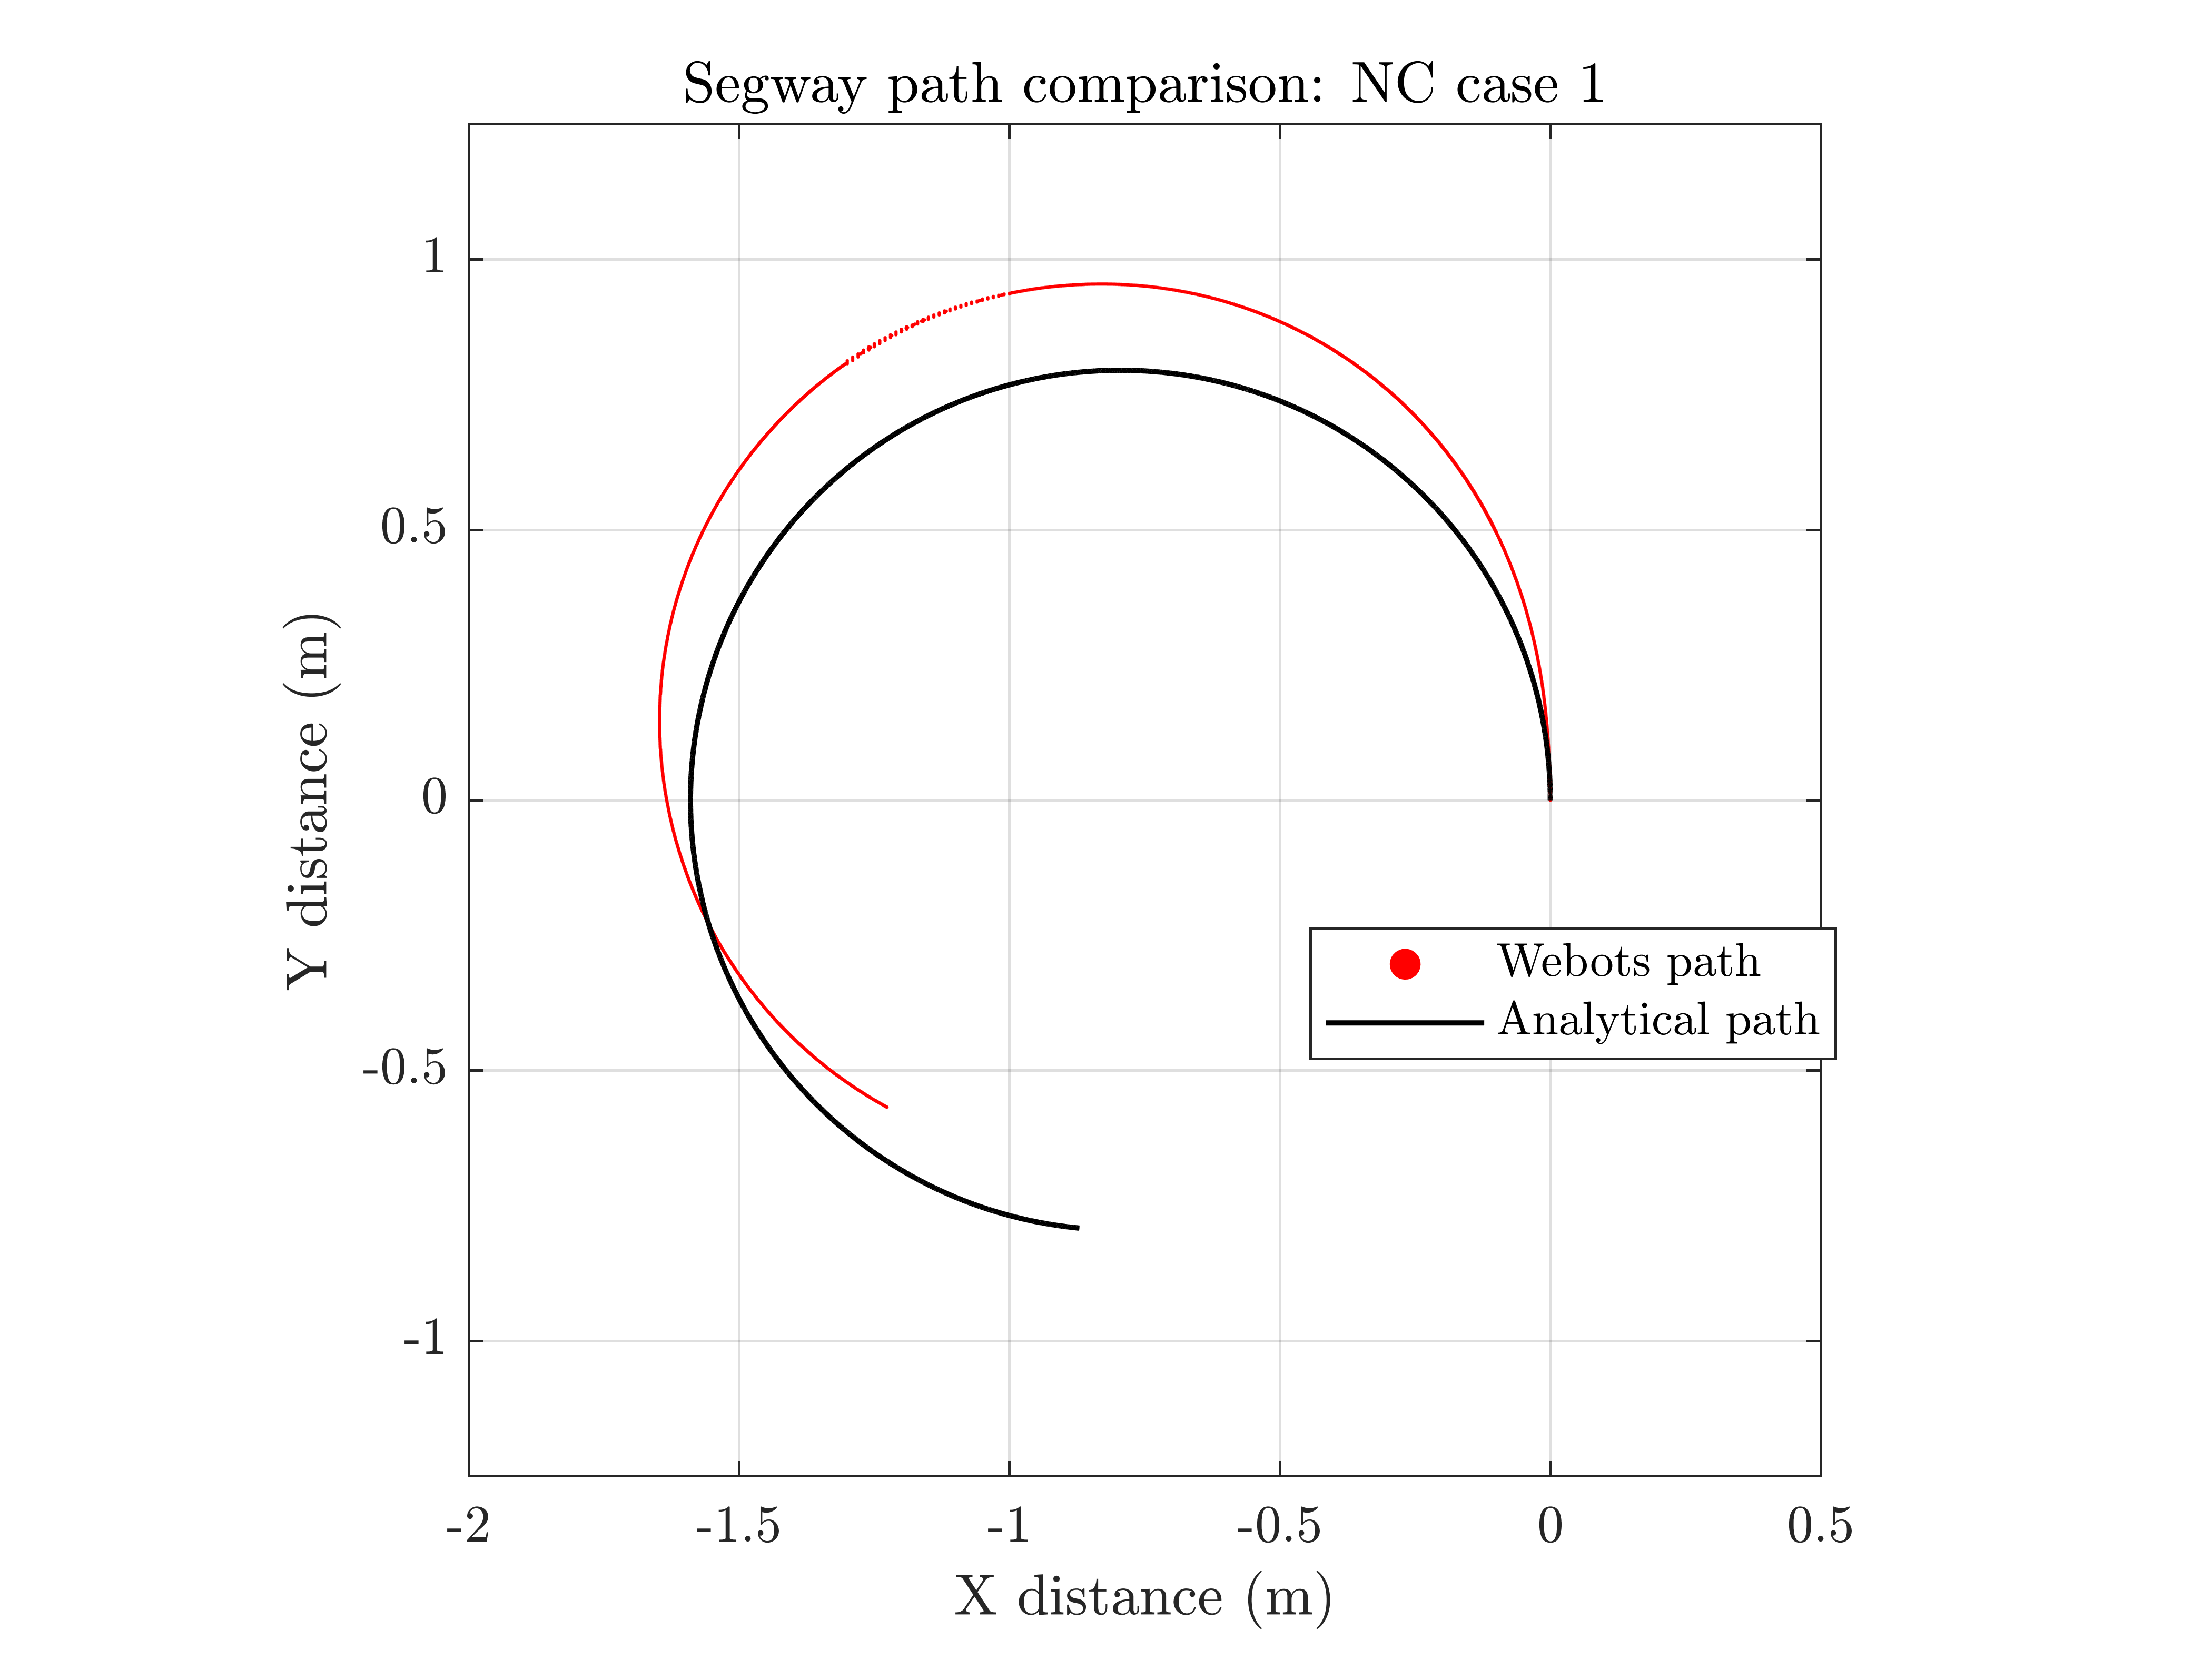 Segway path comparison: NC case 1
1
0.5
0
-0.5
-1
Y distance (m)
Webots path
Analytical path
-2 -1.5 -1 -0.5 0 0.5
X distance (m)